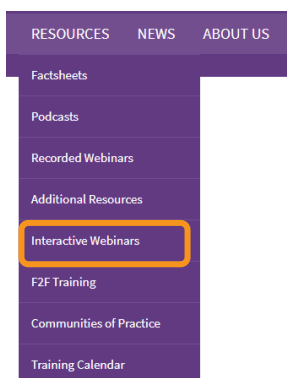 RESOURCES NEWS ABOUT US
Factsheets
Podcasts
Recorded Webinars
Additional Resources
Interactive Webinars
F2F Training
Communities of Practice
Training Calendar